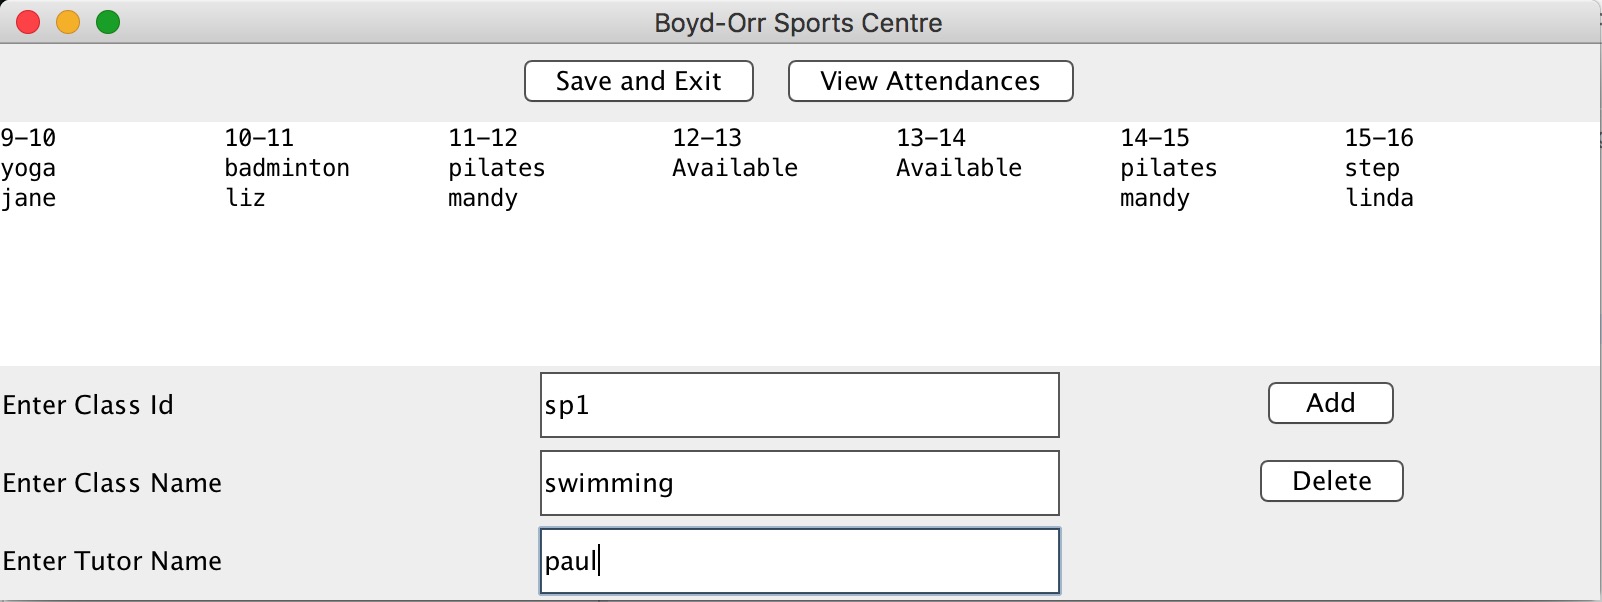 Boyd-Orr Sports Centre
Save and Exit View Attendances
9-10 10-11 11-12 12-13 13-14 14-15 15-16
yoga badminton pilates Available Available pilates step
jane liz mandy mandy linda
Enter Class Id sp1 Add
Enter Class Name swimming Delete
Enter Tutor Name paul